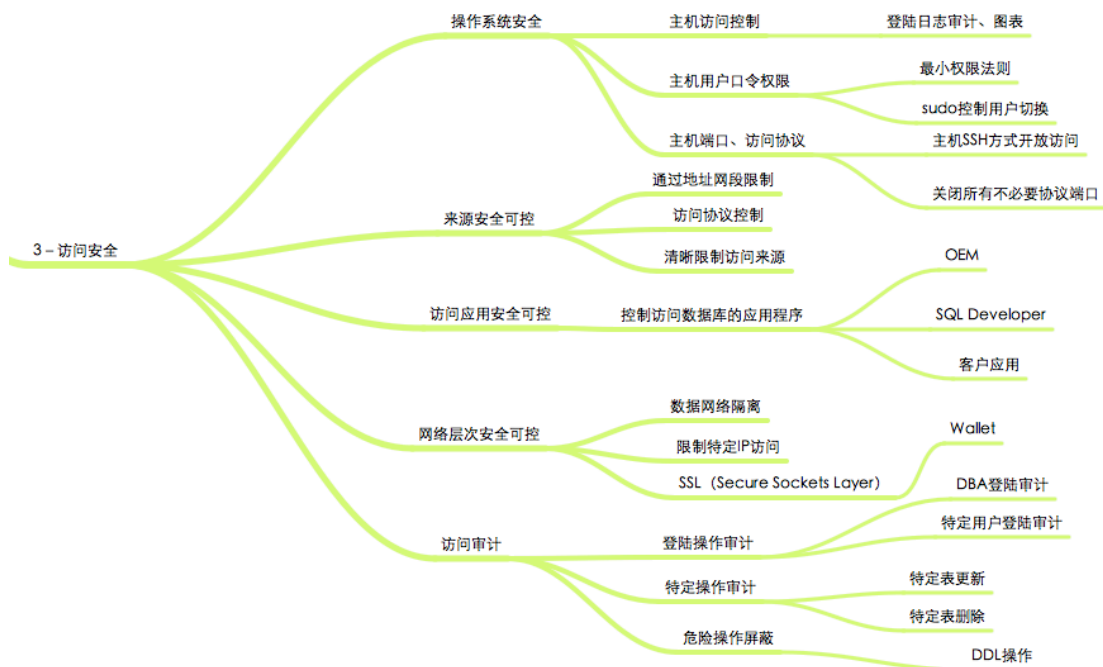 3 – 访问安全
操作系统安全
主机访问控制
登陆日志审计、图表
主机用户口令权限
最小权限法则
sudo控制用户切换
主机端口、访问协议
主机SSH方式开放访问
关闭所有不必要协议端口
来源安全可控
通过地址网段限制
访问协议控制
清晰限制访问来源
访问应用安全可控
控制访问数据库的应用程序
OEM
SQL Developer
客户应用
网络层次安全可控
数据网络隔离
限制特定IP访问
SSL（Secure Sockets Layer）
Wallet
访问审计
登陆操作审计
DBA登陆审计
特定用户登陆审计
特定操作审计
特定表更新
特定表删除
危险操作屏蔽
DDL操作